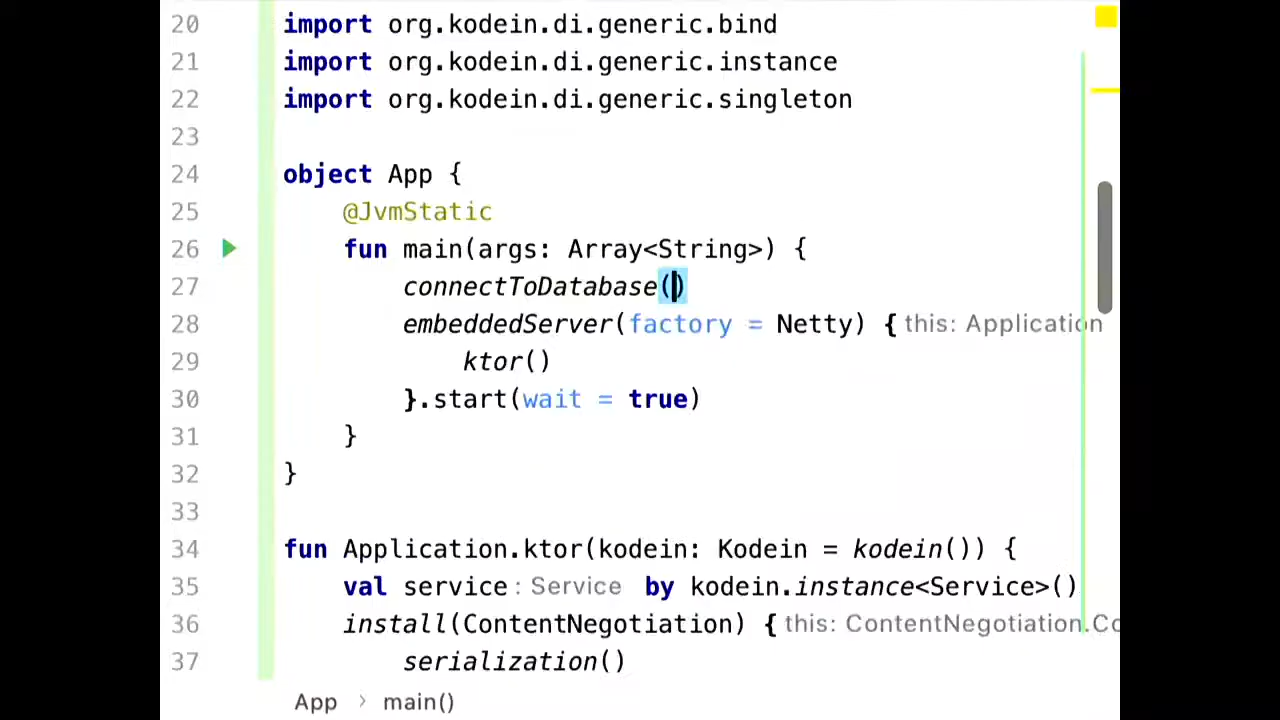 20 import org.kodein.di.generic.bind
21 import org.kodein.di.generic.instance
22 import org.kodein.di.generic.singleton
23
24 object App {
25 @JvmStatic
26 fun main(args: Array<String>) {
27 connectToDatabase()
28 embeddedServer(factory = Netty) { this: Application
29 ktor()
30 }.start(wait = true)
31 }
32 }
33
34 fun Application.ktor(kodein: Kodein = kodein()) {
35 val service : Service by kodein.instance<Service>()
36 install(ContentNegotiation) { this: ContentNegotiation.Co
37 serialization()
App > main()